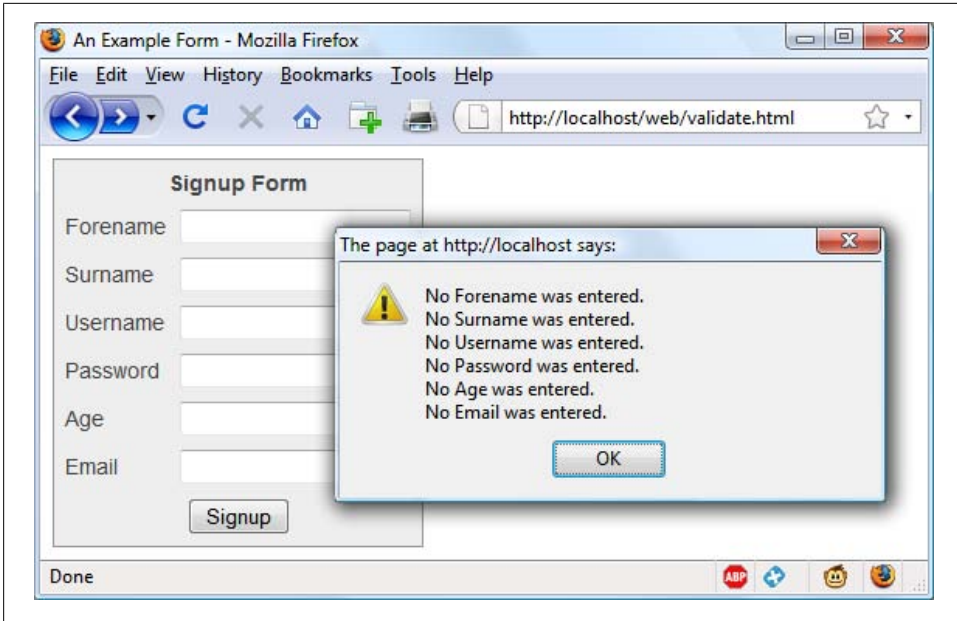 An Example Form - Mozilla Firefox
File Edit View History Bookmarks Tools Help
http://localhost/web/validate.html
Signup Form
Forename
Surname
Username
Password
Age
Email
Signup
The page at http://localhost says:
No Forename was entered.
No Surname was entered.
No Username was entered.
No Password was entered.
No Age was entered.
No Email was entered.
OK
Done
ABP